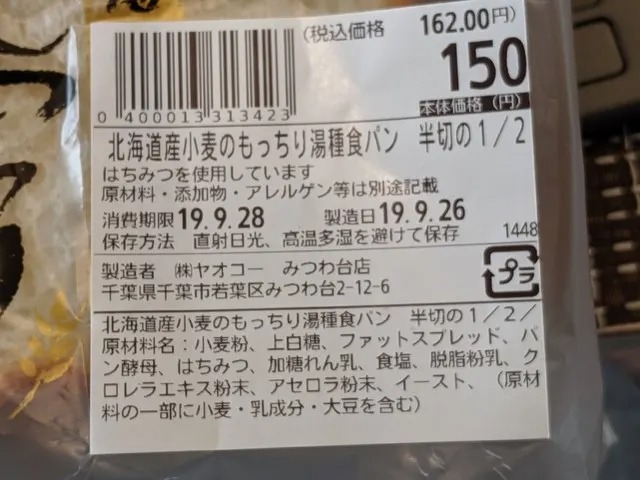 (税込価格 162.00円)
150
本体価格(円)
0 400013 313423
北海道産小麦のもっちり湯種食パン 半切の1/2
はちみつを使用しています
原材料・添加物・アレルゲン等は別途記載
消費期限19.9.28 製造日19.9.26
保存方法 直射日光、高温多湿を避けて保存 1448
製造者 ㈱ヤオコー みつわ台店
千葉県千葉市若葉区みつわ台2-12-6
プラ
北海道産小麦のもっちり湯種食パン 半切の1/2/
原材料名:小麦粉、上白糖、ファットスプレッド、パ
ン酵母、はちみつ、加糖れん乳、食塩、脱脂粉乳、ク
ロレラエキス粉末、アセロラ粉末、イースト、(原材
料の一部に小麦・乳成分・大豆を含む)